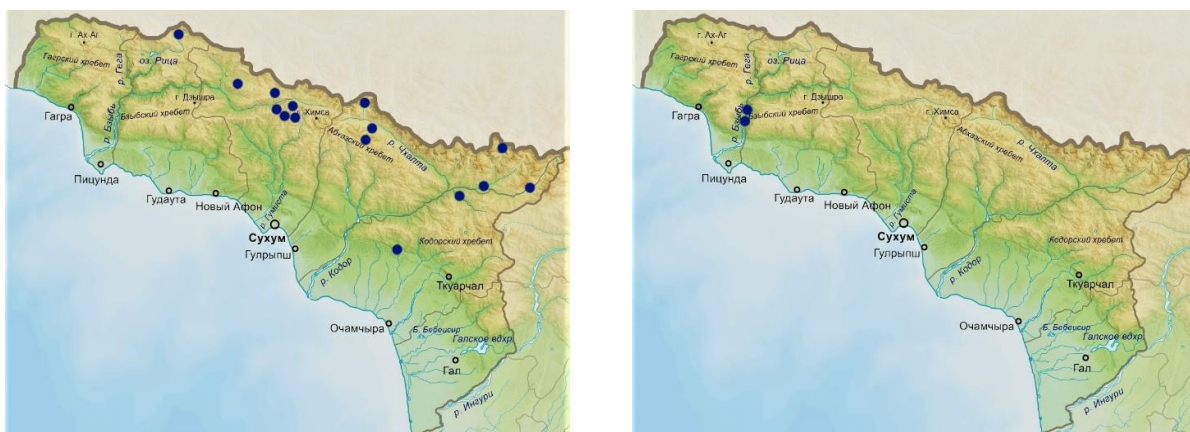 г. Ах-Аг
Гагрский хребет
р. Гега
оз. Рица
г. Дзышра
Гагра
р. Бзыбь
Бзыбский хребет
Химса
Абхазский хребет
р. Чхалта
Пицунда
Гудаута
Новый Афон
р. Гумиста
Сухум
Гулрыпш
Кодорский хребет
р. Кодор
Ткуарчал
Очамчыра
Б. Бебеисир
Галское вдхр.
Гал
р. Ингури
г. Ах-Аг
Гагрский хребет
р. Гега
оз. Рица
г. Дзышра
Гагра
р. Бзыбь
Бзыбский хребет
г. Химса
Абхазский хребет
р. Чхалта
Пицунда
Гудаута
Новый Афон
р. Гумиста
Сухум
Гулрыпш
Кодорский хребет
р. Кодор
Ткуарчал
Очамчыра
Б. Бебеисир
Галское вдхр.
Гал
р. Ингури